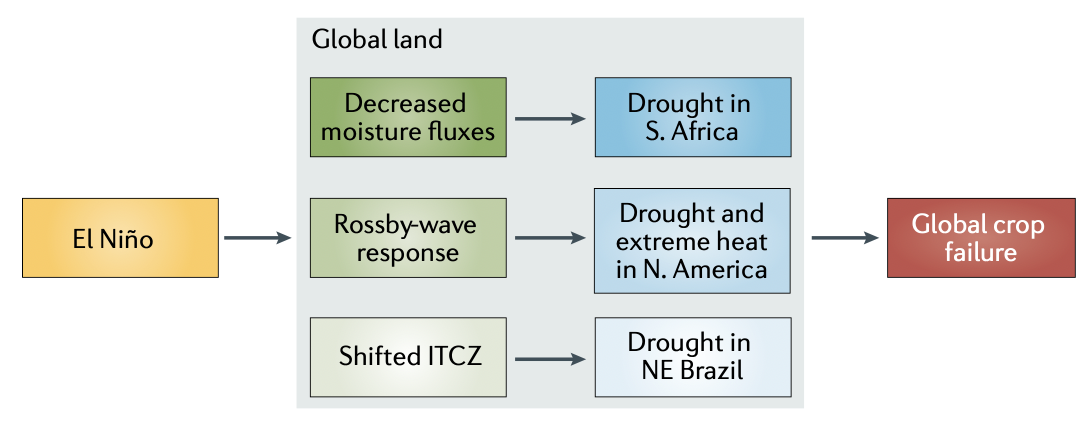 Global land
Decreased
moisture fluxes
Drought in
S. Africa
El Niño
Rossby-wave
response
Drought and
extreme heat
in N. America
Global crop
failure
Shifted ITCZ
Drought in
NE Brazil